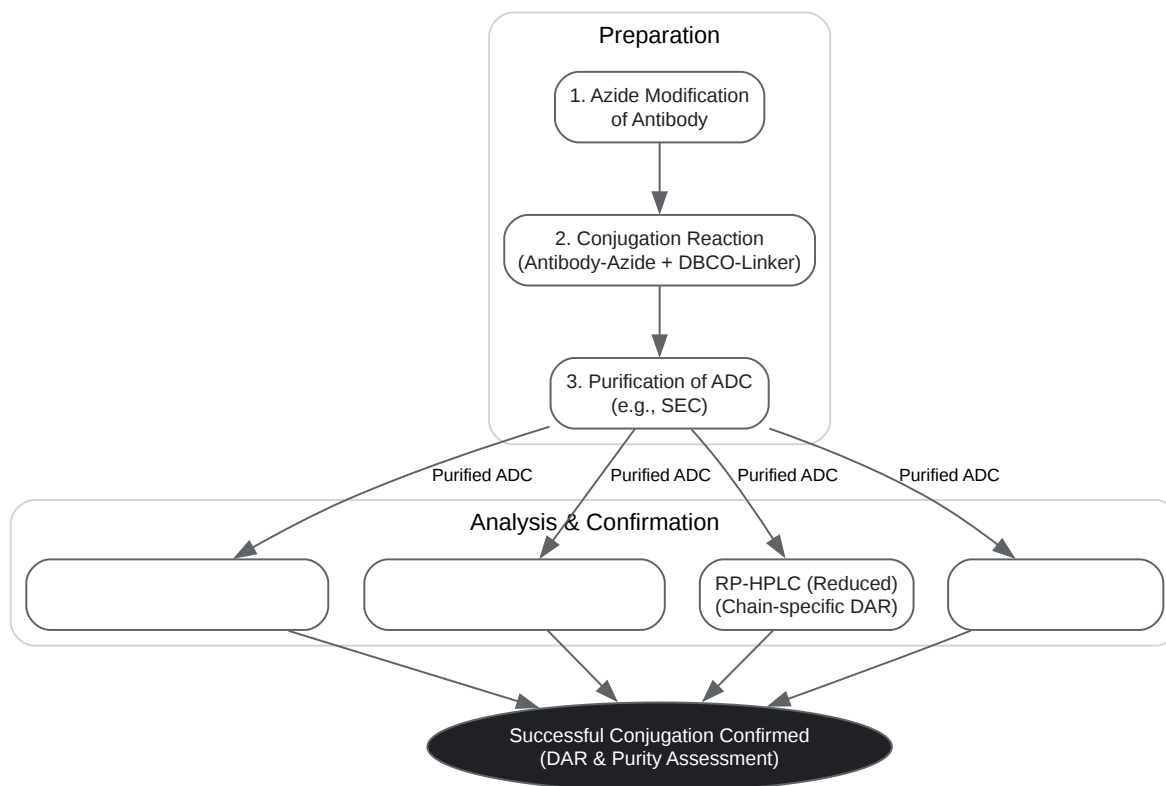 Preparation
1. Azide Modification
of Antibody
2. Conjugation Reaction
(Antibody-Azide + DBCO-Linker)
3. Purification of ADC
(e.g., SEC)
Purified ADC
Purified ADC
Purified ADC
Purified ADC
Analysis & Confirmation
RP-HPLC (Reduced)
(Chain-specific DAR)
Successful Conjugation Confirmed
(DAR & Purity Assessment)